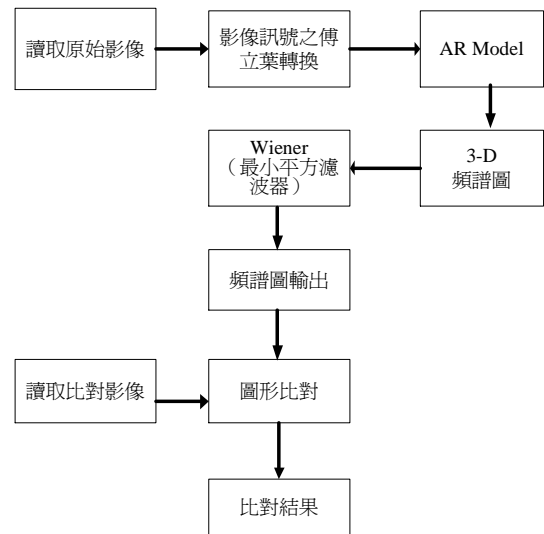 讀取原始影像
影像訊號之傅
立葉轉換
AR Model
3-D
頻譜圖
Wiener
（最小平方濾
波器）
頻譜圖輸出
讀取比對影像
圖形比對
比對結果